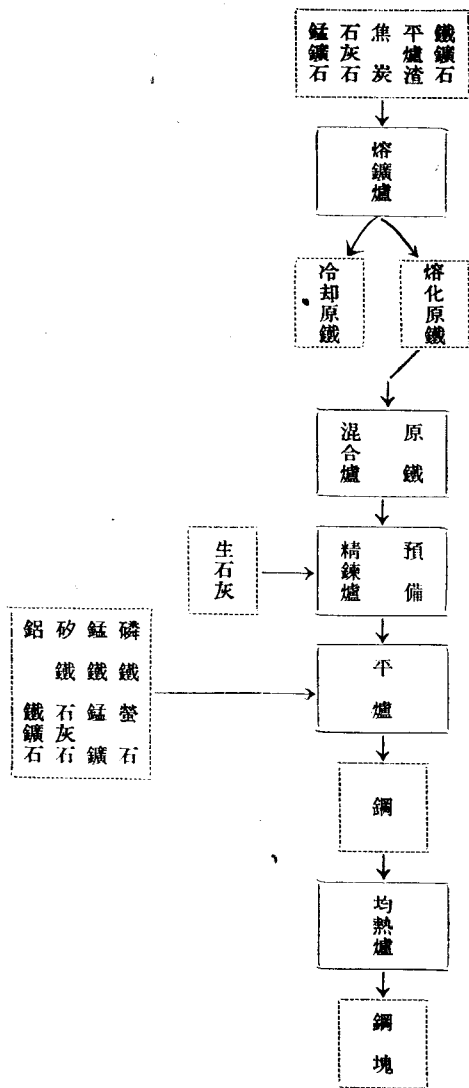 鐵鑛石
平爐渣
焦炭
石灰石
錳鑛石
熔鑛爐
熔化原鐵
冷却原鐵
原鐵
混合爐
預備
精鍊爐
生石灰
平爐
磷鐵
錳鐵
矽鐵
鋁
螢石
錳鑛
石灰石
鐵鑛石
鋼
均熱爐
鋼塊